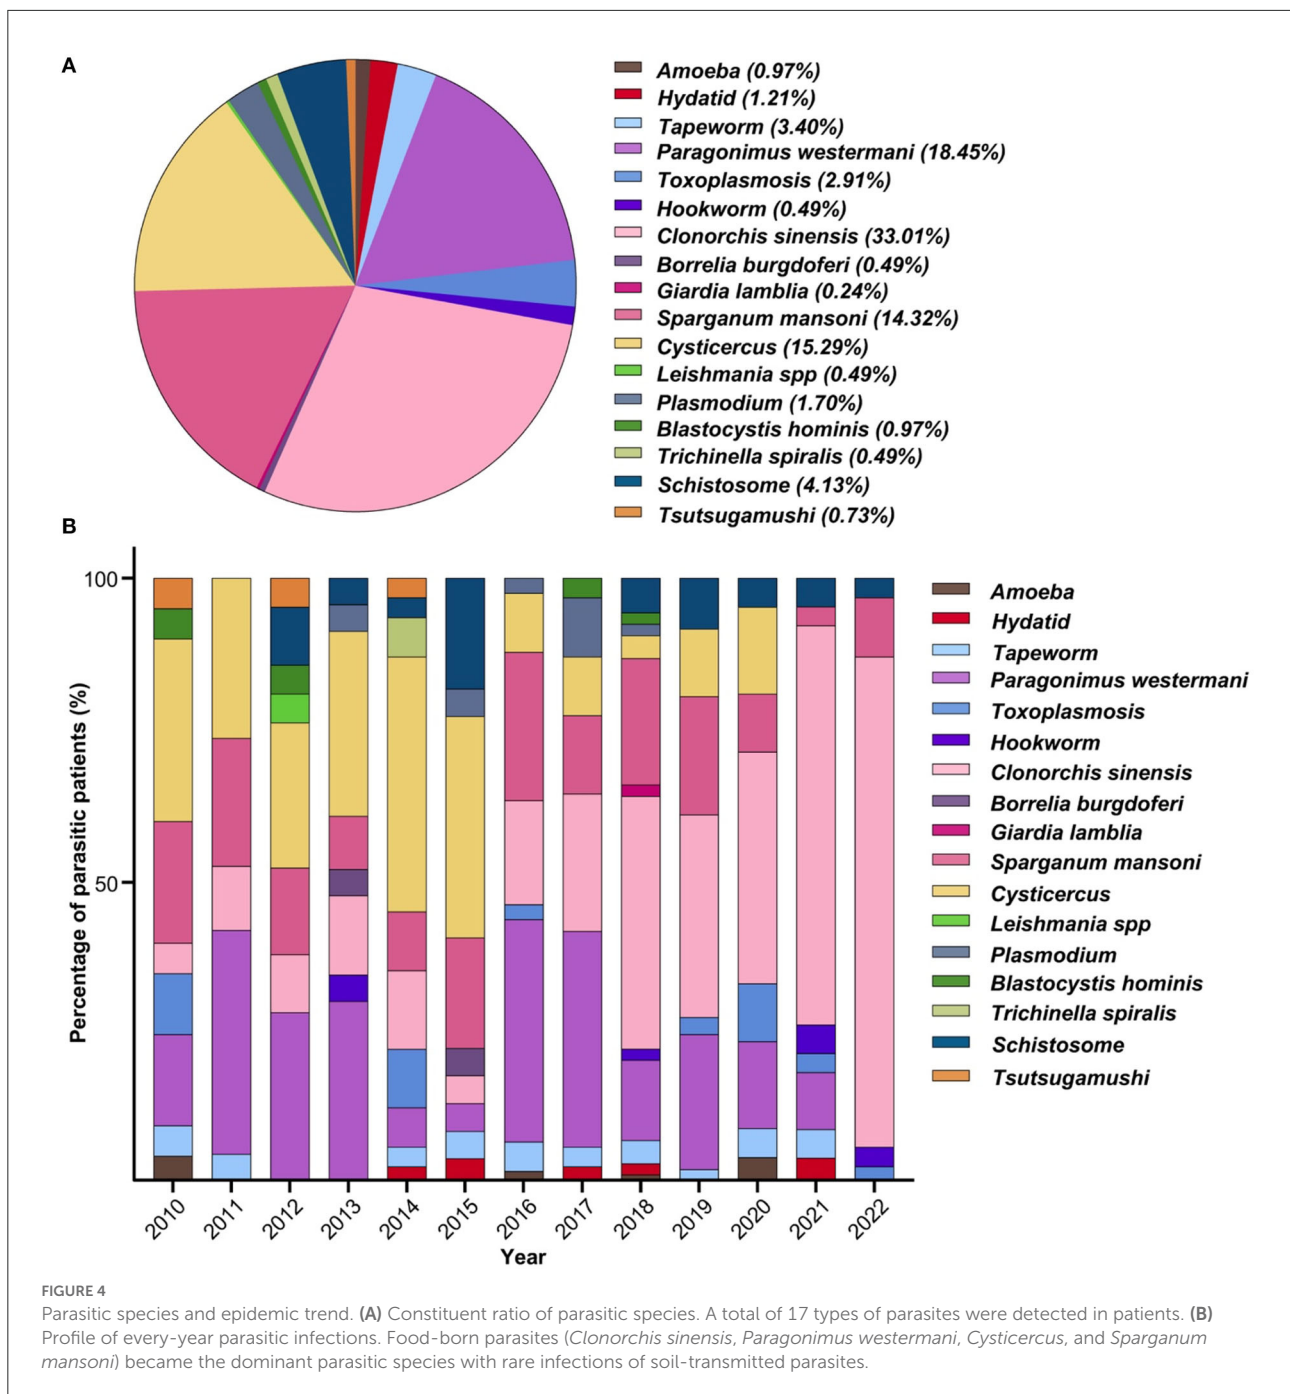 A
Amoeba (0.97%)
Hydatid (1.21%)
Tapeworm (3.40%)
Paragonimus westermani (18.45%)
Toxoplasmosis (2.91%)
Hookworm (0.49%)
Clonorchis sinensis (33.01%)
Borrelia burgdoferi (0.49%)
Giardia lamblia (0.24%)
Sparganum mansoni (14.32%)
Cysticercus (15.29%)
Leishmania spp (0.49%)
Plasmodium (1.70%)
Blastocystis hominis (0.97%)
Trichinella spiralis (0.49%)
Schistosome (4.13%)
Tsutsugamushi (0.73%)
B
Percentage of parasitic patients (%)
100
50
2010
2011
2012
2013
2014
2015
2016
2017
2018
2019
2020
2021
2022
Year
Amoeba
Hydatid
Tapeworm
Paragonimus westermani
Toxoplasmosis
Hookworm
Clonorchis sinensis
Borrelia burgdoferi
Giardia lamblia
Sparganum mansoni
Cysticercus
Leishmania spp
Plasmodium
Blastocystis hominis
Trichinella spiralis
Schistosome
Tsutsugamushi
FIGURE 4
Parasitic species and epidemic trend. (A) Constituent ratio of parasitic species. A total of 17 types of parasites were detected in patients. (B)
Profile of every-year parasitic infections. Food-born parasites (Clonorchis sinensis, Paragonimus westermani, Cysticercus, and Sparganum
mansoni) became the dominant parasitic species with rare infections of soil-transmitted parasites.